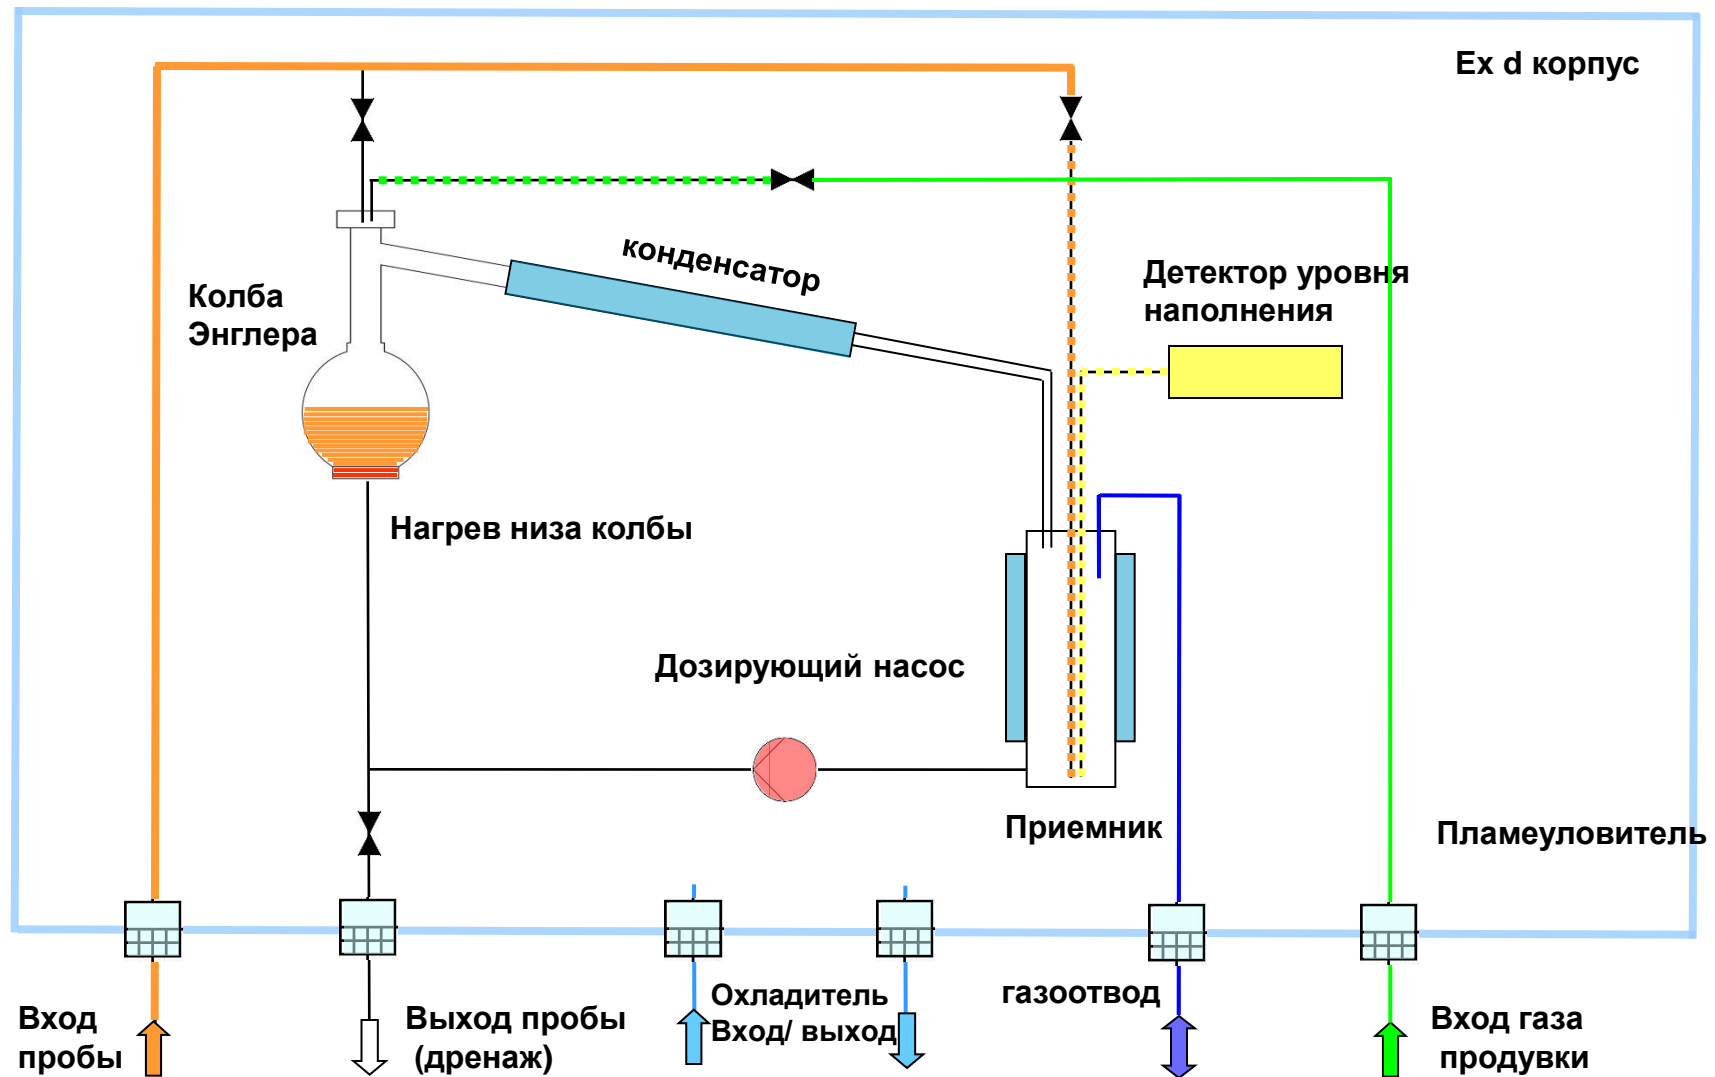 Ex d корпус
конденсатор
Детектор уровня
наполнения
Колба
Энглера
Нагрев низа колбы
Дозирующий насос
Приемник
Пламеуловитель
Вход
пробы
Выход пробы
(дренаж)
Охладитель
Вход/ выход
газоотвод
Вход газа
продувки